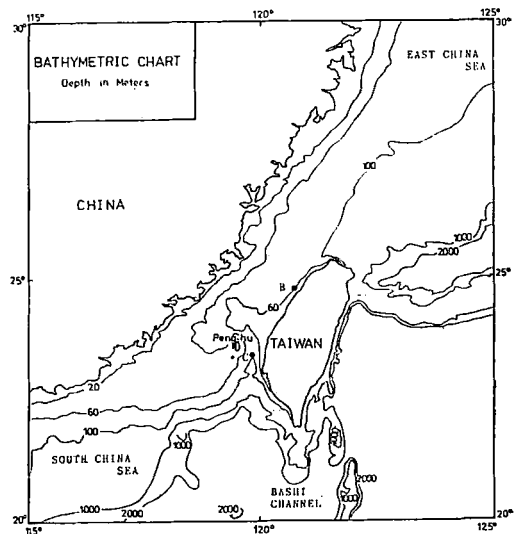 115°
120°
125°
30°
30°
BATHYMETRIC CHART
Depth in Meters
EAST CHINA
SEA
100
CHINA
1000
2000
25°
25°
B
60
Penghu
TAIWAN
20
60
100
1000
SOUTH CHINA
SEA
1000
2000
2000
BASHI
CHANNEL
2000
1000
20°
20°
115°
120°
125°